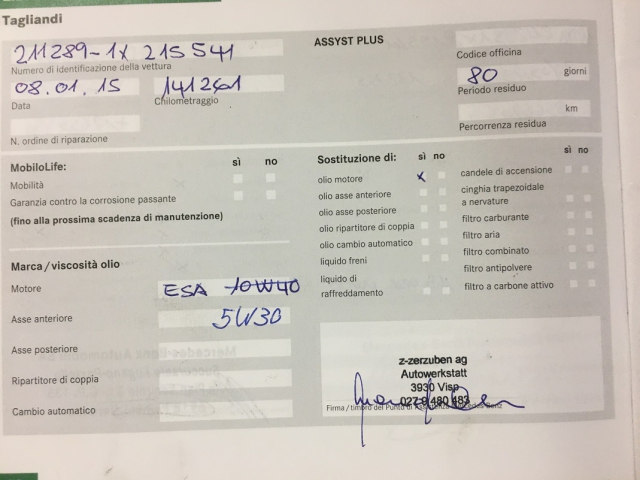 Tagliandi
211289-1X 215541
Numero di identificazione della vettura
08.01.15 141261
Data Chilometraggio
N. ordine di riparazione
ASSYST PLUS
Codice officina
80 giorni
Periodo residuo
km
Percorrenza residua
MobiloLife: sì no
Mobilità
Garanzia contro la corrosione passante
(fino alla prossima scadenza di manutenzione)
Marca/viscosità olio
Motore ESA 10W40
Asse anteriore 5W30
Asse posteriore
Ripartitore di coppia
Cambio automatico
Sostituzione di: sì no
olio motore x
olio asse anteriore
olio asse posteriore
olio ripartitore di coppia
olio cambio automatico
liquido freni
liquido di
raffreddamento
sì no
candele di accensione
cinghia trapezoidale
a nervature
filtro carburante
filtro aria
filtro combinato
filtro antipolvere
filtro a carbone attivo
z-zerzuben ag
Autowerkstatt
3930 Visp
Firma/timbro del Punto di